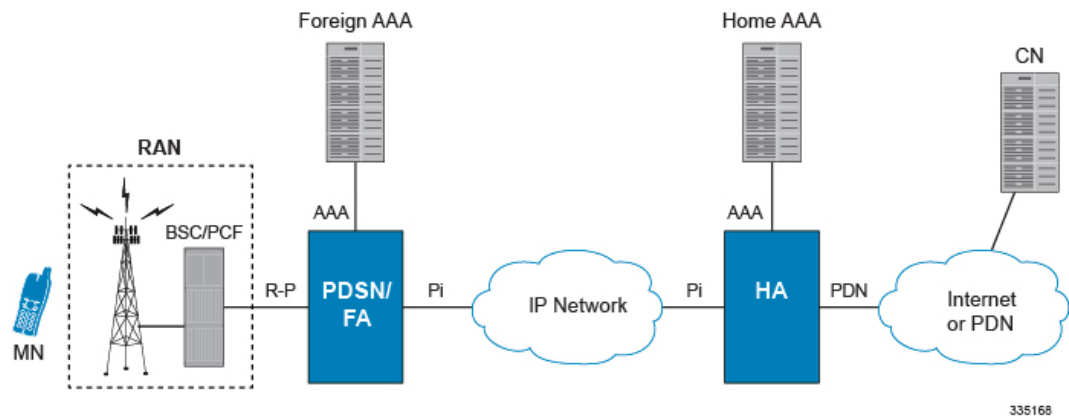 Foreign AAA
Home AAA
CN
RAN
BSC/PCF
AAA
AAA
MN
R-P
PDSN/
FA
Pi
IP Network
Pi
HA
PDN
Internet
or PDN
335168